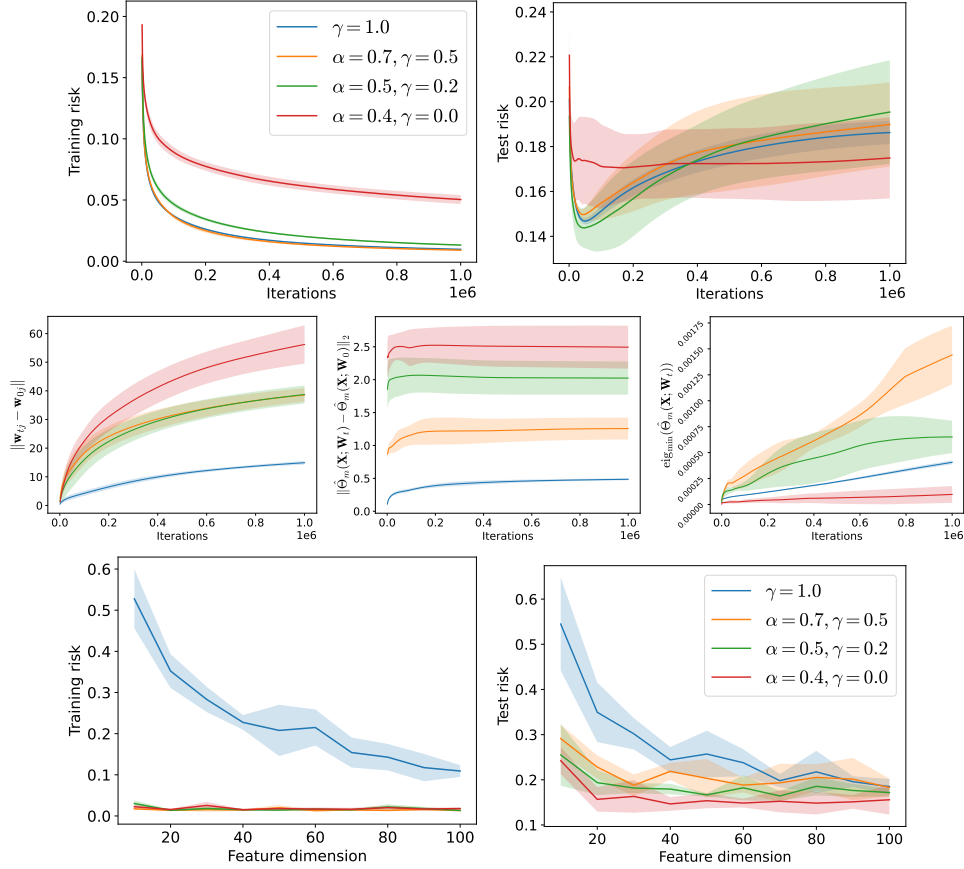 0.20
0.15
0.10
0.05
0.00
Training risk
0.0 0.2 0.4 0.6 0.8 1.0
Iterations
1e6
γ = 1.0
α = 0.7, γ = 0.5
α = 0.5, γ = 0.2
α = 0.4, γ = 0.0
0.24
0.22
0.20
0.18
0.16
0.14
Test risk
0.0 0.2 0.4 0.6 0.8 1.0
Iterations
1e6
60
50
40
30
20
10
0
||w_{tj} − w_{0j}||
0.0 0.2 0.4 0.6 0.8 1.0
Iterations
1e6
2.5
2.0
1.5
1.0
0.5
0.0
||Θ̂_m(X; W_t) − Θ̂_m(X; W_0)||_2
0.0 0.2 0.4 0.6 0.8 1.0
Iterations
1e6
0.00175
0.00150
0.00125
0.00100
0.00075
0.00050
0.00025
0.00000
eig_min(Θ̂_m(X; W_t))
0.0 0.2 0.4 0.6 0.8 1.0
Iterations
1e6
0.6
0.5
0.4
0.3
0.2
0.1
0.0
Training risk
20 40 60 80 100
Feature dimension
0.6
0.5
0.4
0.3
0.2
0.1
Test risk
20 40 60 80 100
Feature dimension
γ = 1.0
α = 0.7, γ = 0.5
α = 0.5, γ = 0.2
α = 0.4, γ = 0.0